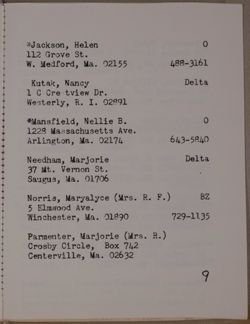 *Jackson, Helen O
112 Grove St.
W. Medford, Ma. 02155 488-3161
Kutak, Nancy Delta
1 C Cre tview Dr.
Westerly, R. I. 02891
*Mansfield, Nellie B. O
1228 Massachusetts Ave.
Arlington, Ma. 02174 643-5840
Needham, Marjorie Delta
37 Mt. Vernon St.
Saugus, Ma. 01706
Norris, Maryalyce (Mrs. R. F.) BZ
5 Elmwood Ave.
Winchester, Ma. 01890 729-1135
Parmenter, Marjorie (Mrs. R.)
Crosby Circle, Box 742
Centerville, Ma. 02632
9